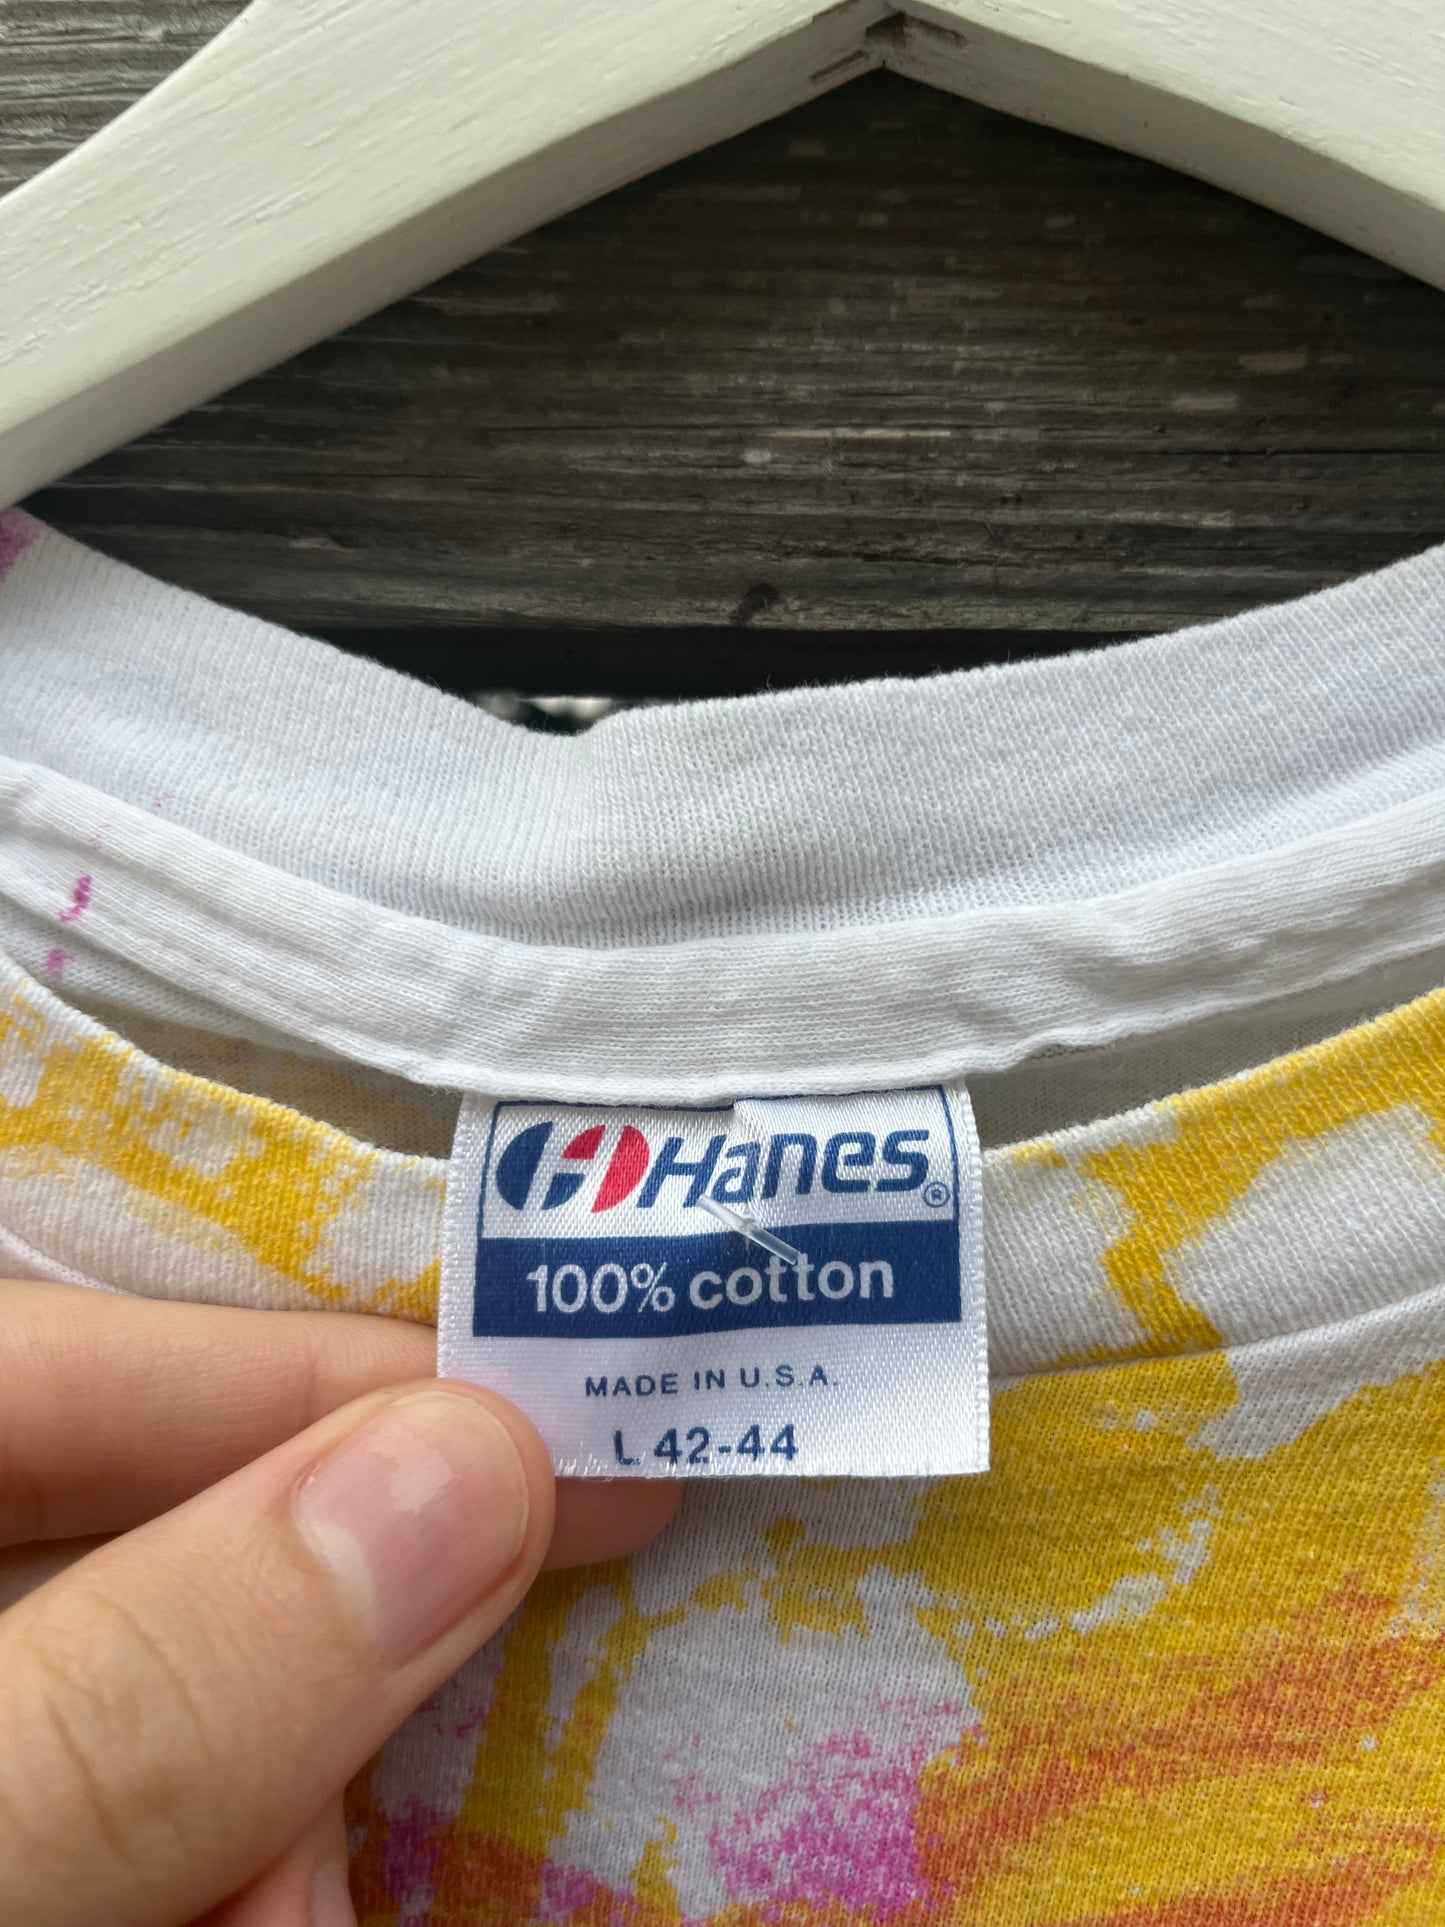 Hanes®
100% cotton
MADE IN U.S.A.
L 42-44